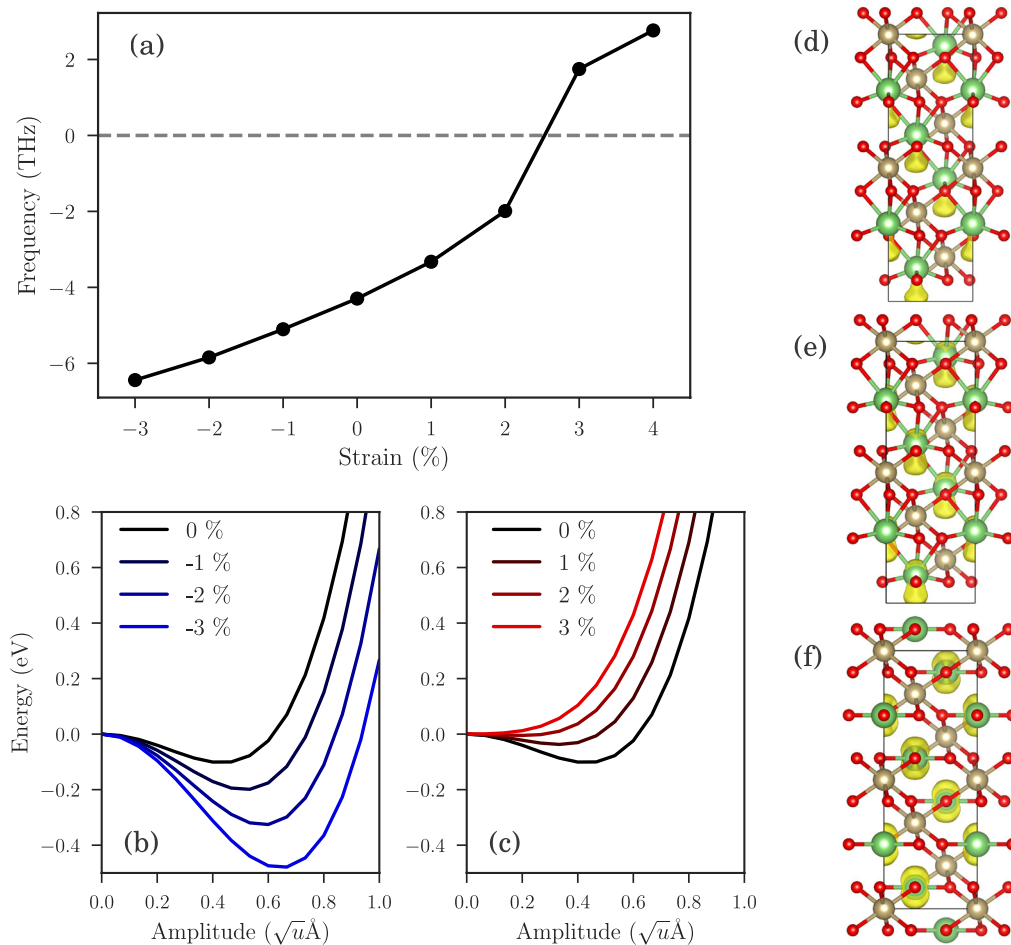 (a)
Frequency (THz)
2
0
−2
−4
−6
−3 −2 −1 0 1 2 3 4
Strain (%)
(b)
Energy (eV)
0.8
0.6
0.4
0.2
0.0
−0.2
−0.4
0 %
-1 %
-2 %
-3 %
0.0 0.2 0.4 0.6 0.8 1.0
Amplitude (√uÅ)
(c)
0.8
0.6
0.4
0.2
0.0
−0.2
−0.4
0 %
1 %
2 %
3 %
0.0 0.2 0.4 0.6 0.8 1.0
Amplitude (√uÅ)
(d)
(e)
(f)